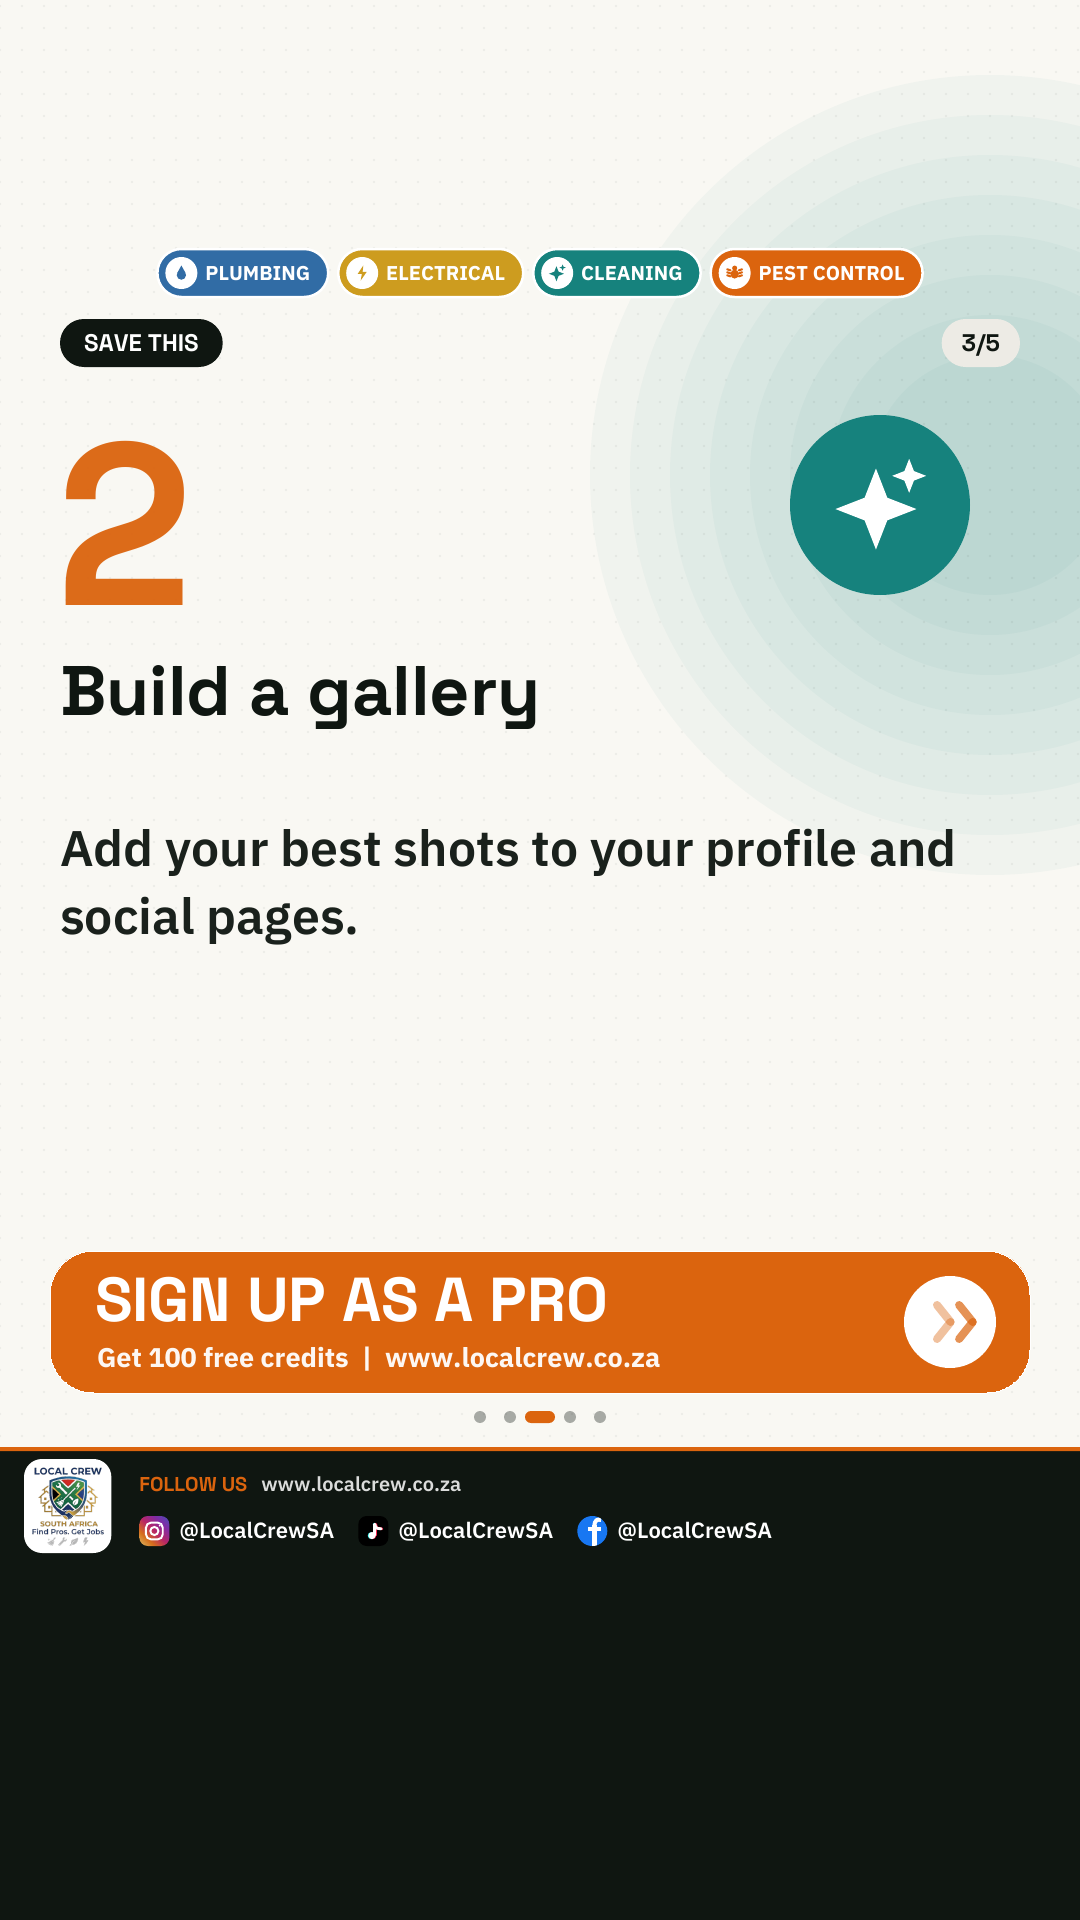 PLUMBING
ELECTRICAL
CLEANING
PEST CONTROL
SAVE THIS
3/5
2
Build a gallery
Add your best shots to your profile and
social pages.
SIGN UP AS A PRO
Get 100 free credits | www.localcrew.co.za
LOCAL CREW
SOUTH AFRICA
Find Pros. Get Jobs
FOLLOW US www.localcrew.co.za
@LocalCrewSA @LocalCrewSA @LocalCrewSA